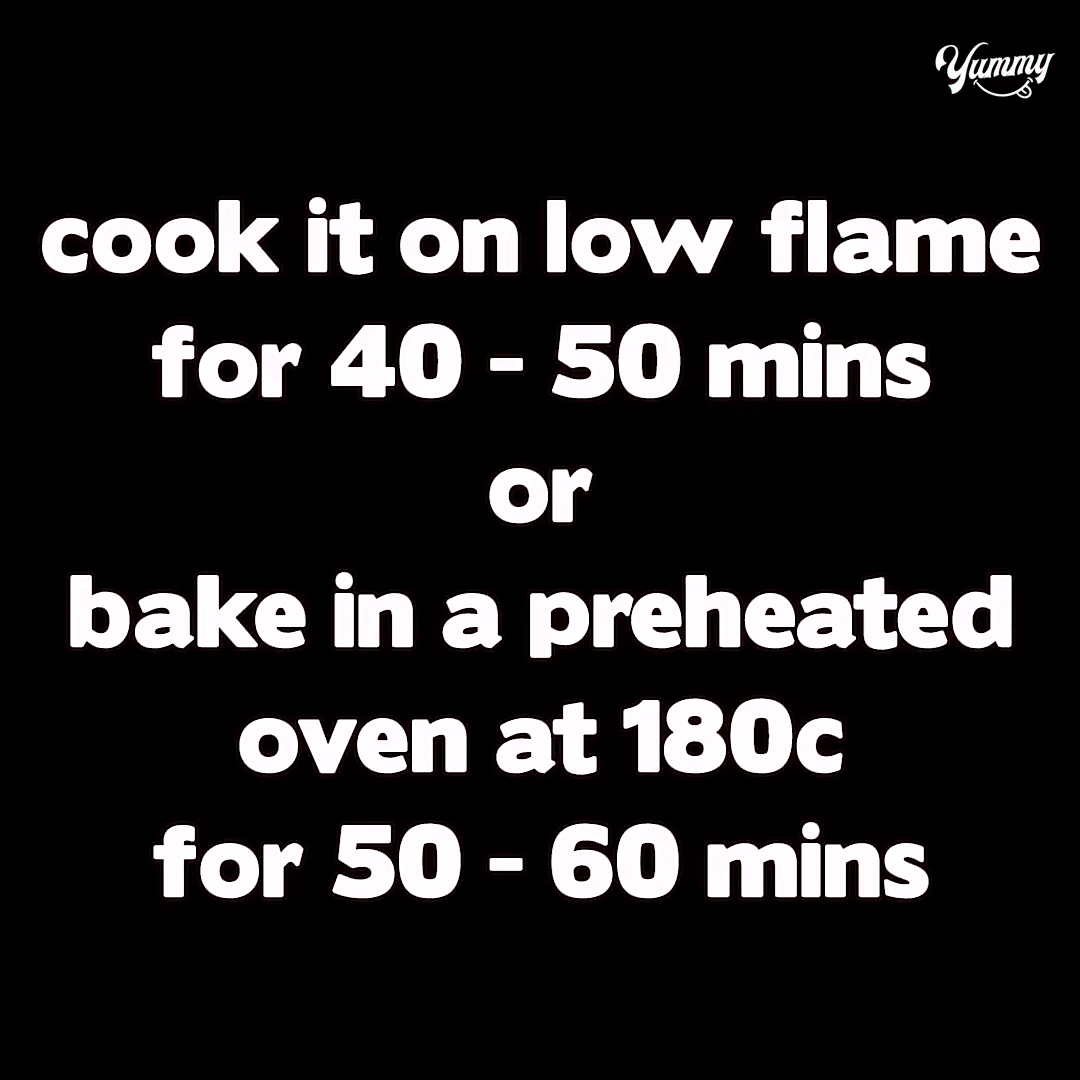 Yummy
cook it on low flame
for 40 - 50 mins
or
bake in a preheated
oven at 180c
for 50 - 60 mins